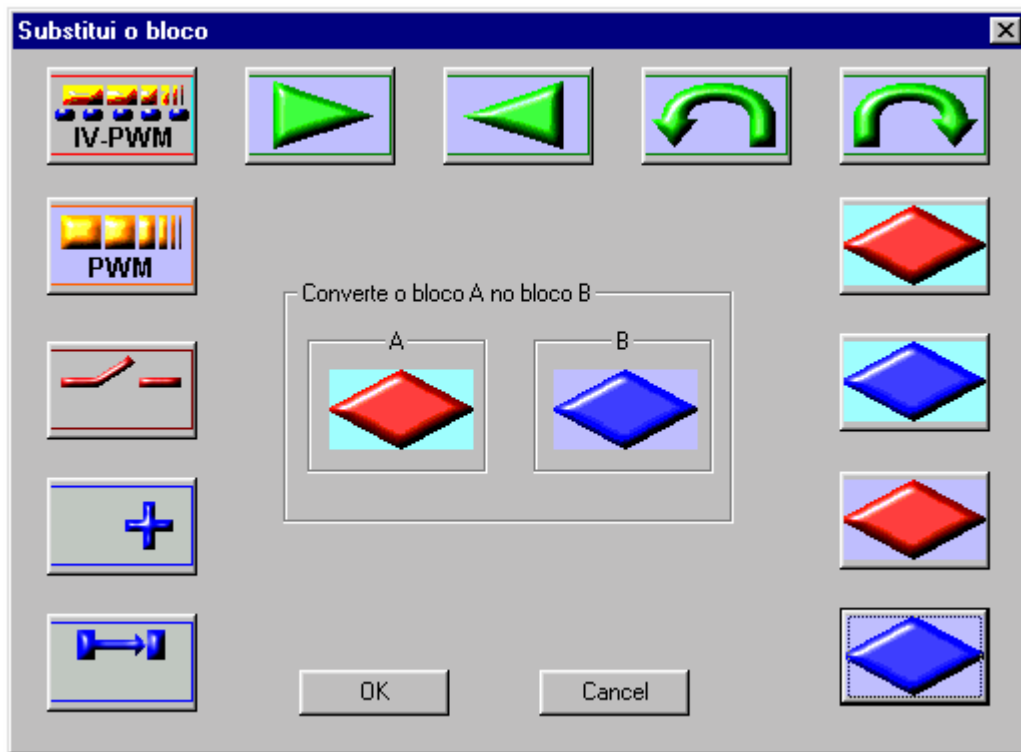 Substitui o bloco
IV-PWM
PWM
Converte o bloco A no bloco B
A
B
OK
Cancel